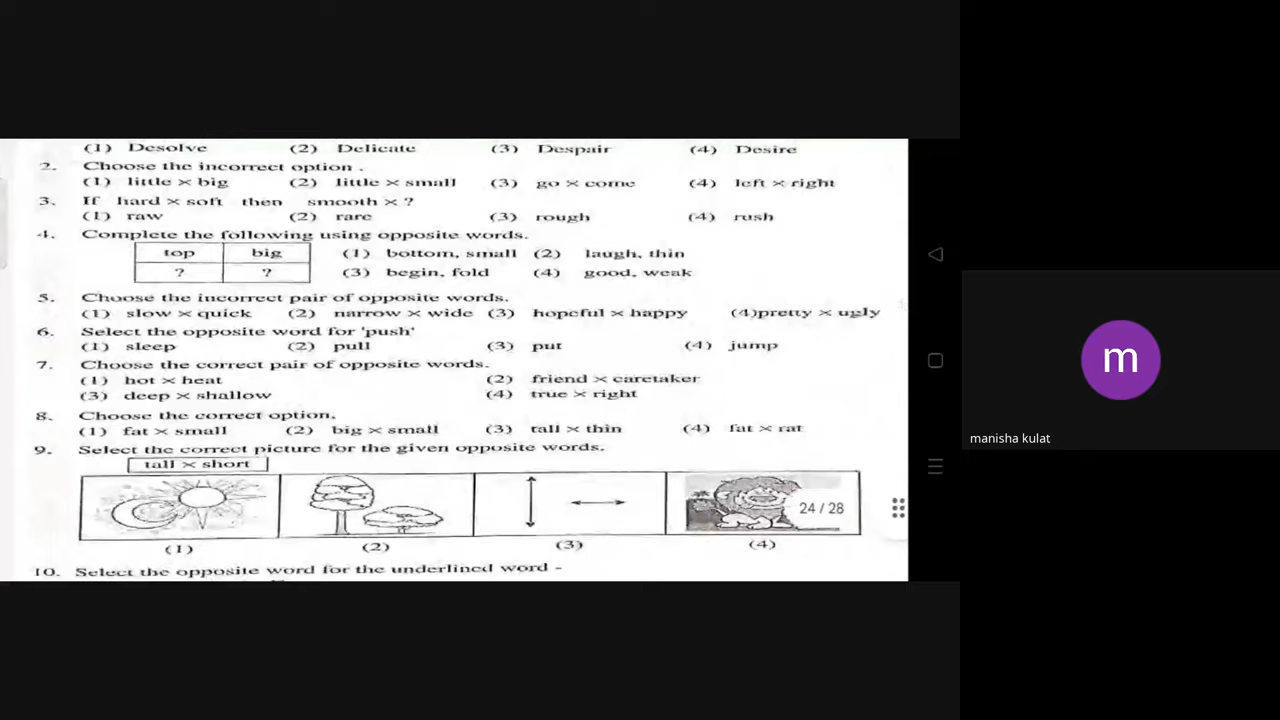 (1) Desolve (2) Delicate (3) Despair (4) Desire
2. Choose the incorrect option .
(1) little × big (2) little × small (3) go × come (4) left × right
3. If hard × soft then smooth × ?
(1) raw (2) rare (3) rough (4) rush
4. Complete the following using opposite words.
top big (1) bottom, small (2) laugh, thin
? ? (3) begin, fold (4) good, weak
5. Choose the incorrect pair of opposite words.
(1) slow × quick (2) narrow × wide (3) hopeful × happy (4)pretty × ugly
6. Select the opposite word for 'push'
(1) sleep (2) pull (3) put (4) jump
7. Choose the correct pair of opposite words.
(1) hot × heat (2) friend × caretaker
(3) deep × shallow (4) true × right
8. Choose the correct option.
(1) fat × small (2) big × small (3) tall × thin (4) fat × rat
9. Select the correct picture for the given opposite words.
tall × short
24 / 28
(1) (2) (3) (4)
10. Select the opposite word for the underlined word -
m
manisha kulat